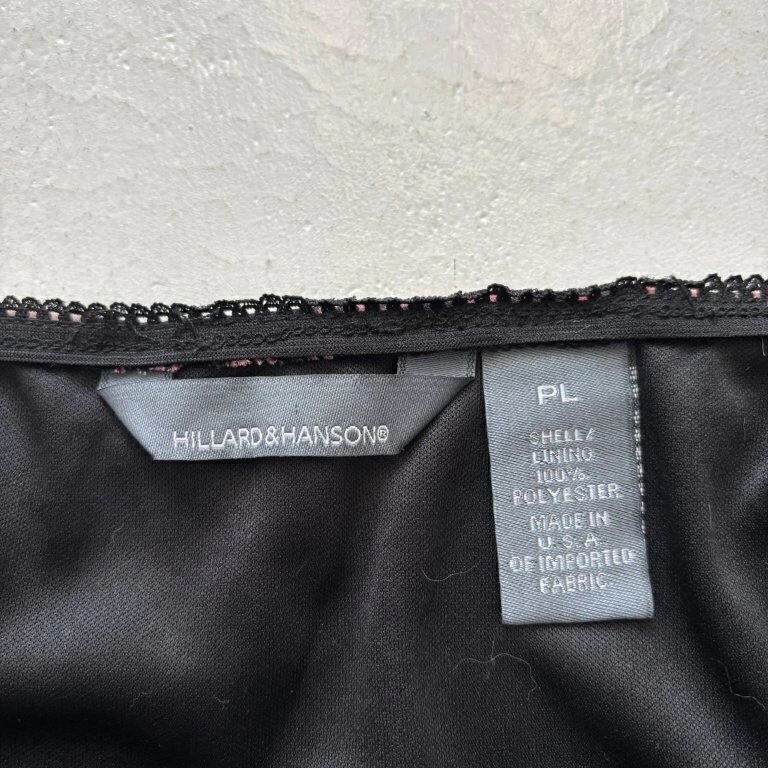 HILLARD&HANSON®
PL
SHELL/
LINING
100%
POLYESTER
MADE IN
U.S.A.
OF IMPORTED
FABRIC